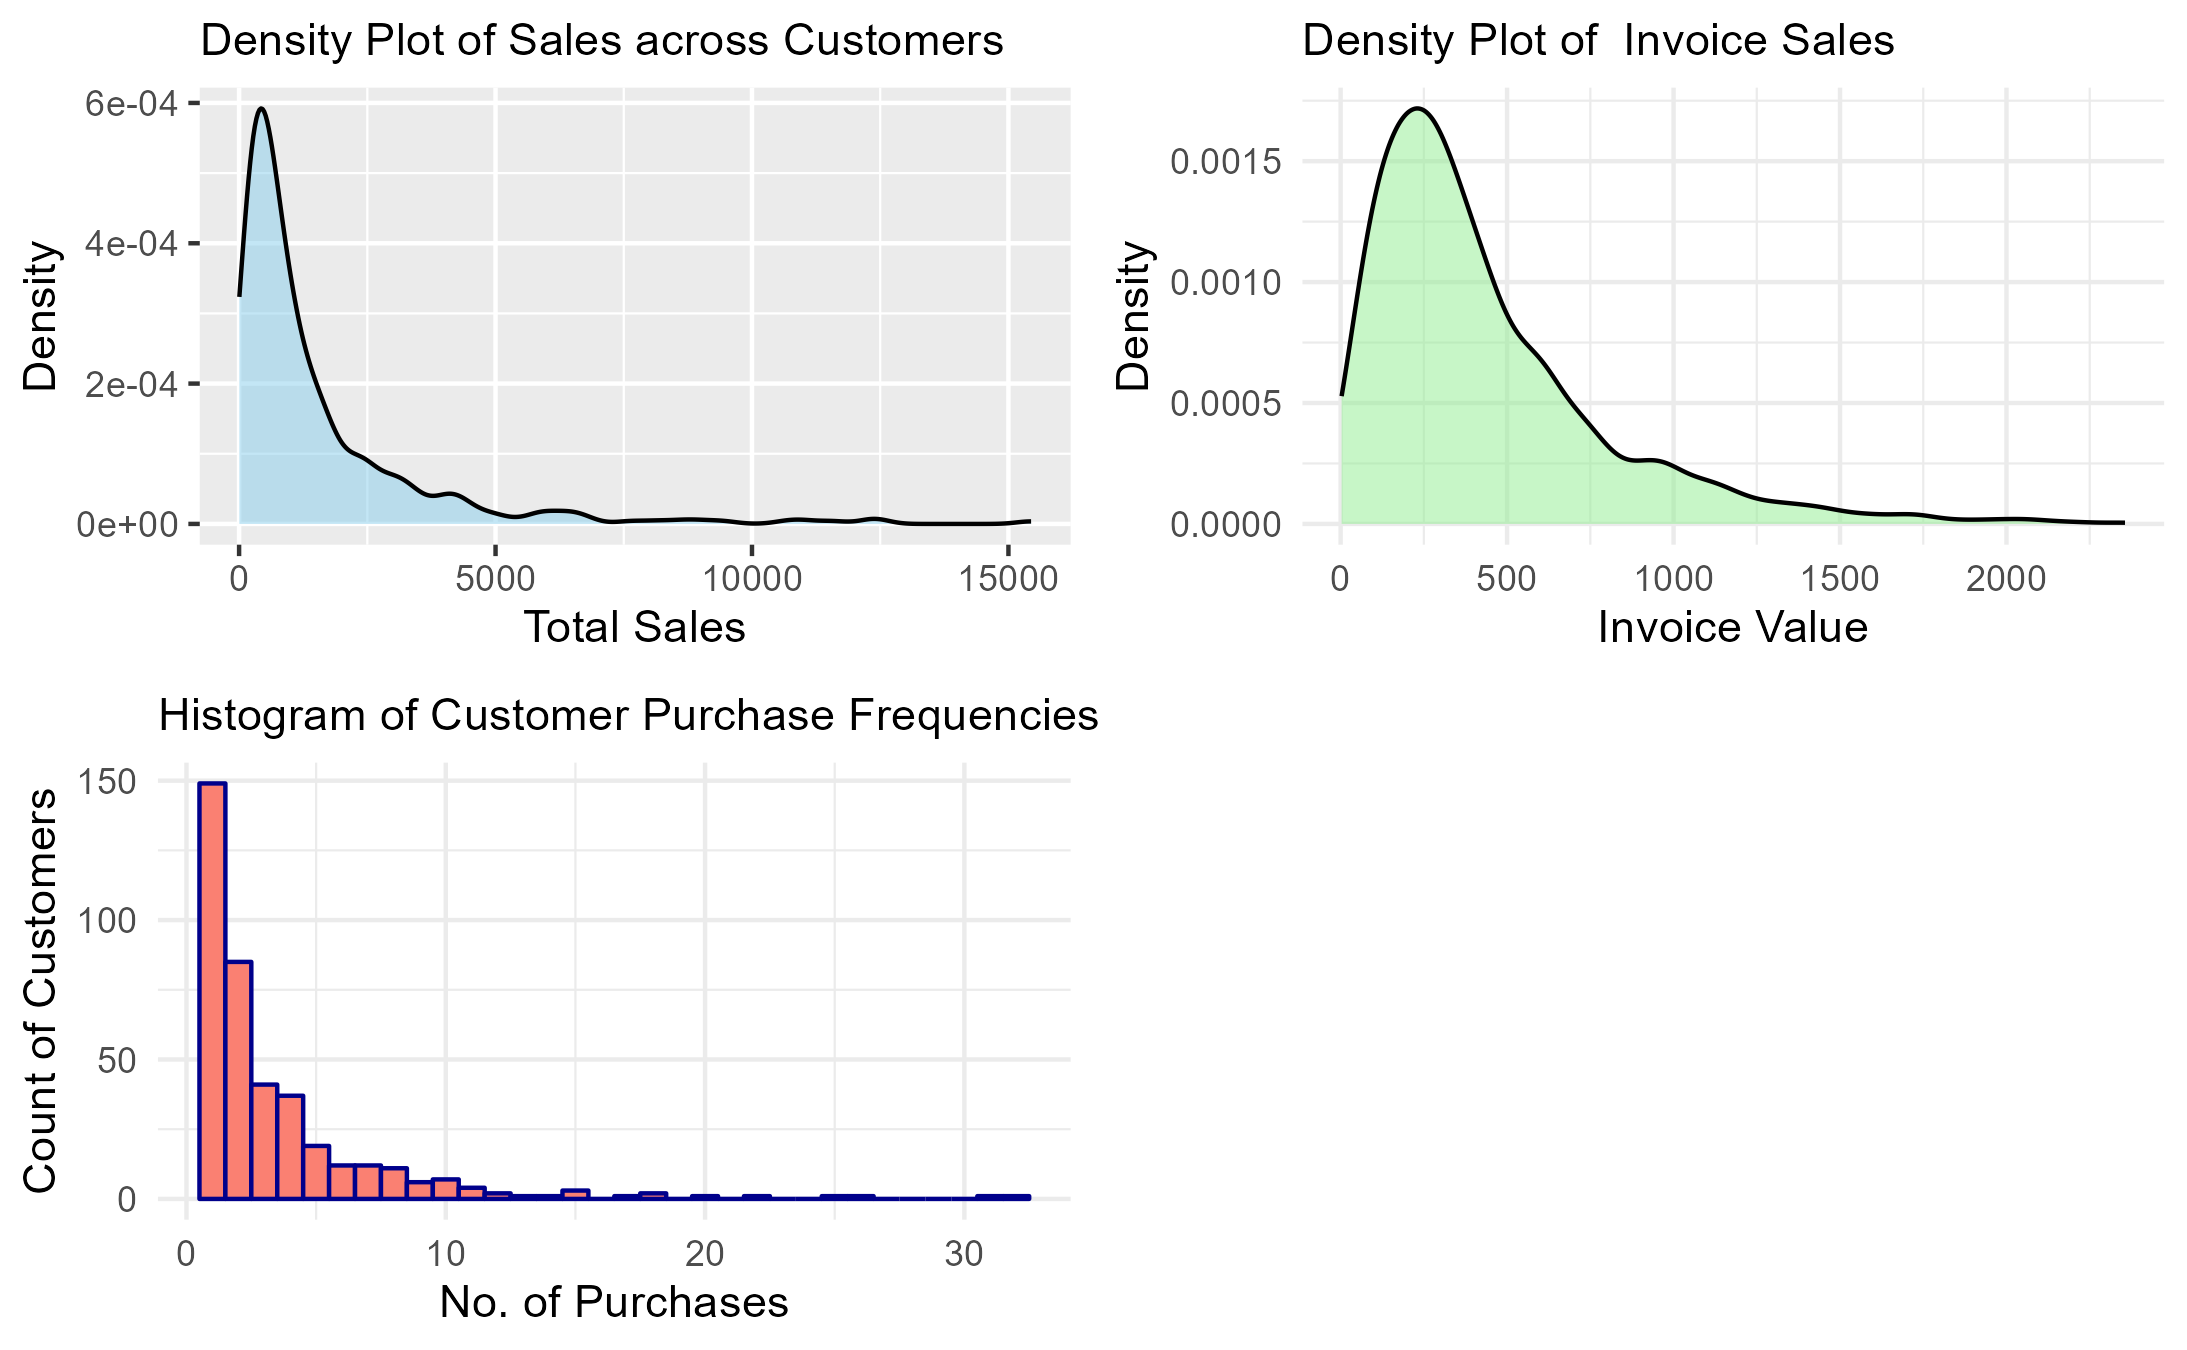 Density Plot of Sales across Customers
6e-04
4e-04
2e-04
0e+00
Density
0 5000 10000 15000
Total Sales
Density Plot of  Invoice Sales
0.0015
0.0010
0.0005
0.0000
Density
0 500 1000 1500 2000
Invoice Value
Histogram of Customer Purchase Frequencies
150
100
50
0
Count of Customers
0 10 20 30
No. of Purchases